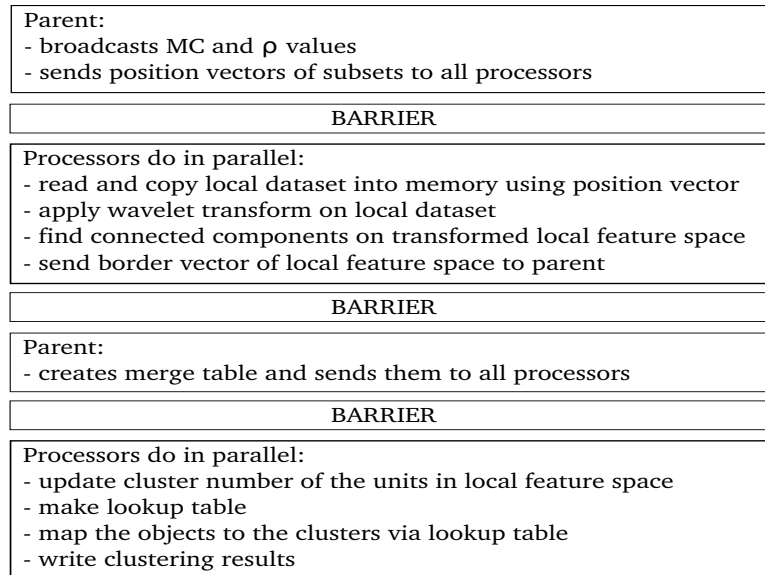 Parent:
- broadcasts MC and ρ values
- sends position vectors of subsets to all processors
BARRIER
Processors do in parallel:
- read and copy local dataset into memory using position vector
- apply wavelet transform on local dataset
- find connected components on transformed local feature space
- send border vector of local feature space to parent
BARRIER
Parent:
- creates merge table and sends them to all processors
BARRIER
Processors do in parallel:
- update cluster number of the units in local feature space
- make lookup table
- map the objects to the clusters via lookup table
- write clustering results